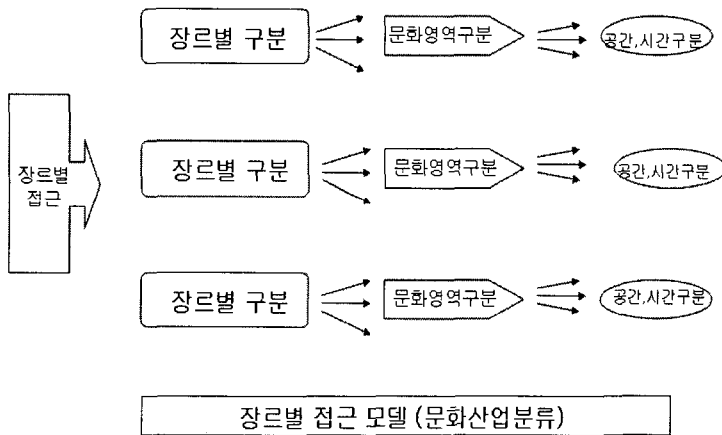 장르별 구분
문화영역구분
공간,시간구분
장르별
접근
장르별 구분
문화영역구분
공간,시간구분
장르별 구분
문화영역구분
공간,시간구분
장르별 접근 모델 (문화산업분류)